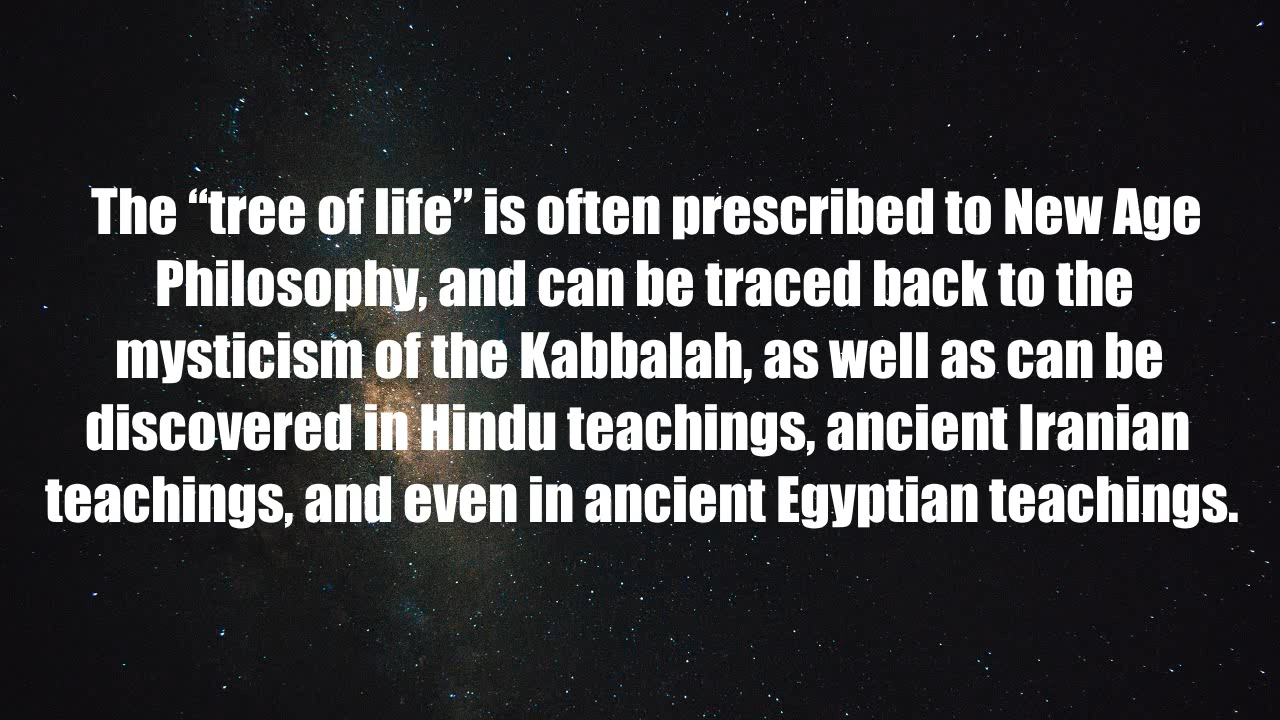 The “tree of life” is often prescribed to New Age
Philosophy, and can be traced back to the
mysticism of the Kabbalah, as well as can be
discovered in Hindu teachings, ancient Iranian
teachings, and even in ancient Egyptian teachings.